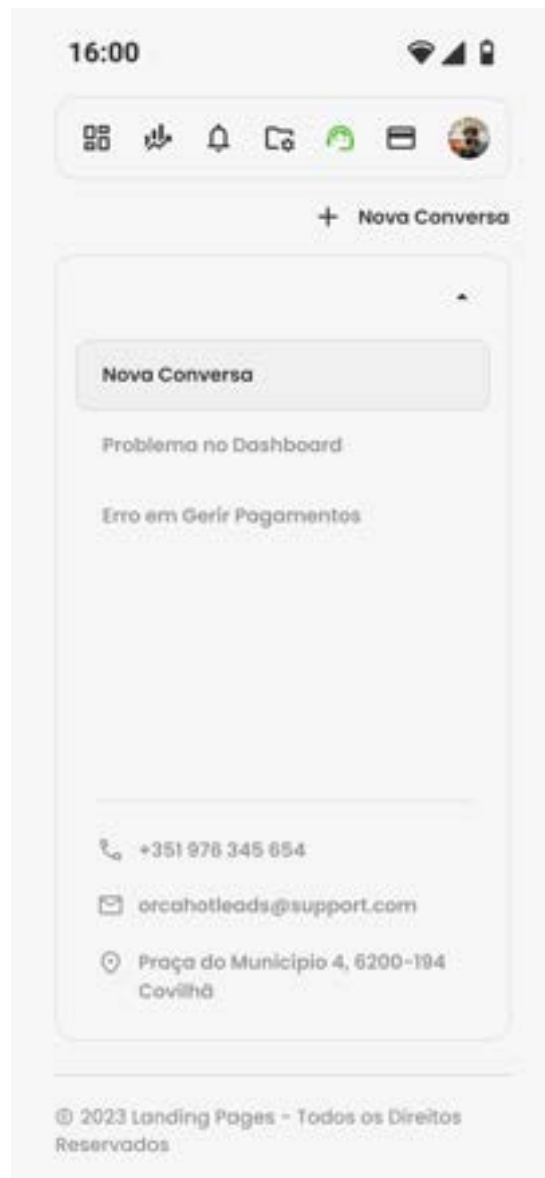 16:00
Nova Conversa
Nova Conversa
Problema no Dashboard
Erro em Gerir Pagamentos
+351 976 345 654
orcahotleads@support.com
Praça do Município 4, 6200-194
Covilhã
© 2023 Landing Pages - Todos os Direitos
Reservados